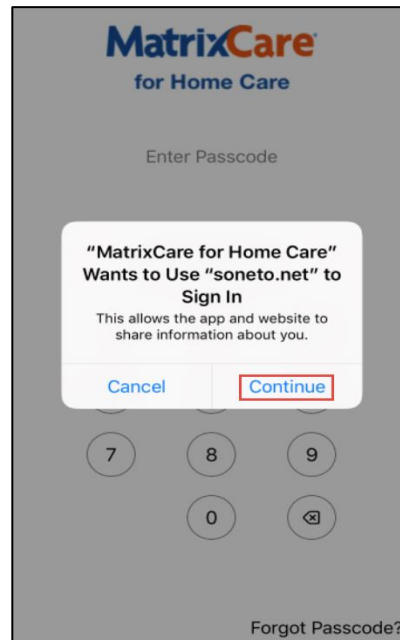 MatrixCare
for Home Care
Enter Passcode
"MatrixCare for Home Care"
Wants to Use "soneto.net" to
Sign In
This allows the app and website to
share information about you.
Cancel Continue
7 8 9
0
Forgot Passcode?